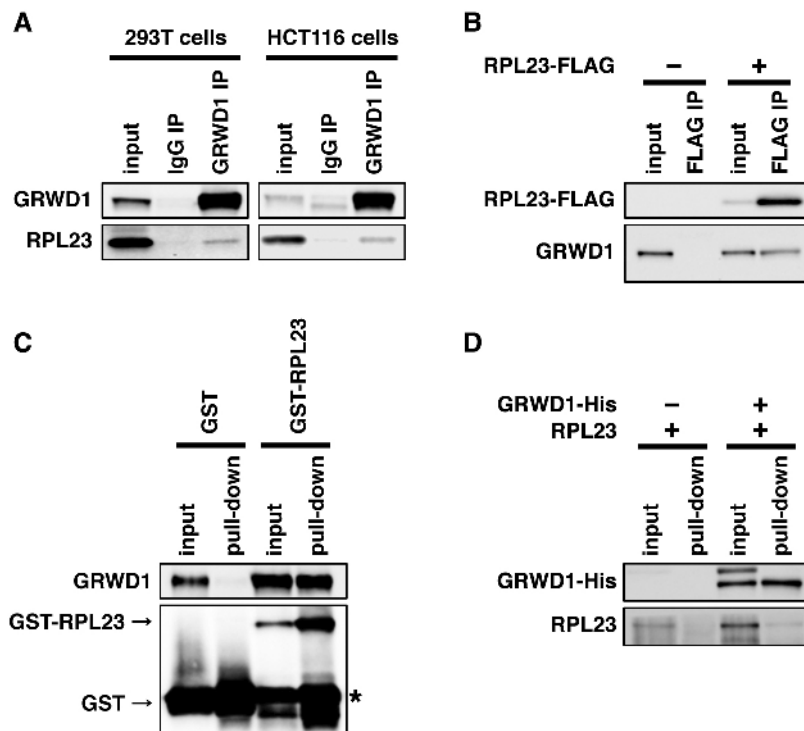 A
293T cells HCT116 cells
input IgG IP GRWD1 IP input IgG IP GRWD1 IP
GRWD1
RPL23
B
RPL23-FLAG − +
input FLAG IP input FLAG IP
RPL23-FLAG
GRWD1
C
GST GST-RPL23
input pull-down input pull-down
GRWD1
GST-RPL23 →
GST → *
D
GRWD1-His − +
RPL23 + +
input pull-down input pull-down
GRWD1-His
RPL23